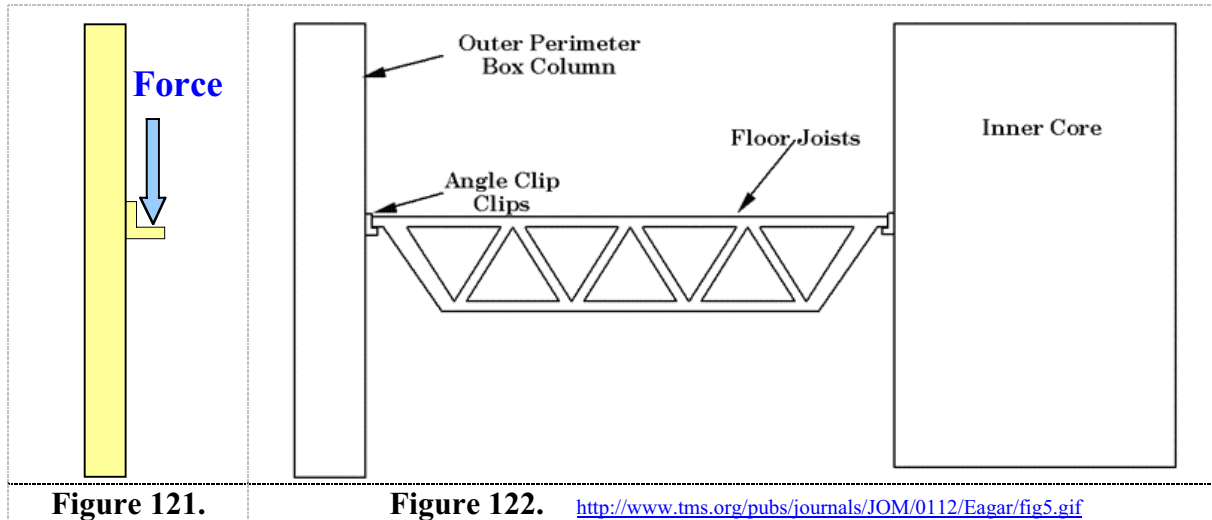 Force
Outer Perimeter
Box Column
Floor Joists
Inner Core
Angle Clip
Clips
Figure 121.
Figure 122. http://www.tms.org/pubs/journals/JOM/0112/Eagar/fig5.gif